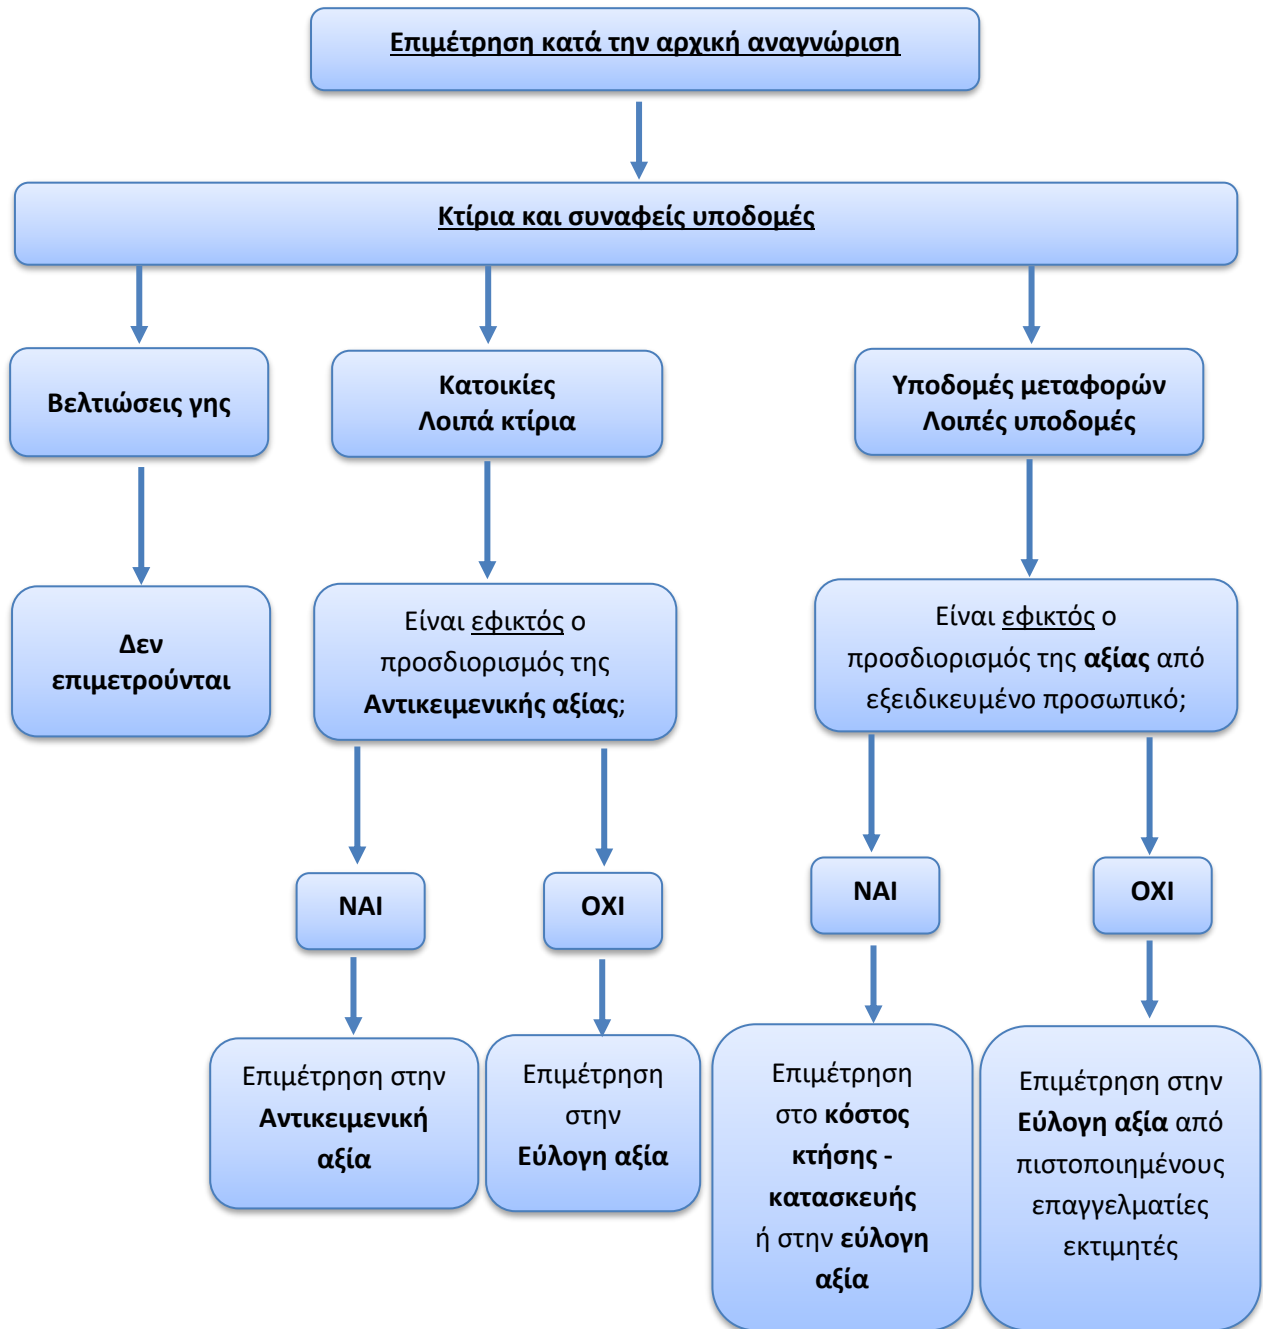 Επιμέτρηση κατά την αρχική αναγνώριση
Κτίρια και συναφείς υποδομές
Βελτιώσεις γης
Κατοικίες
Λοιπά κτίρια
Υποδομές μεταφορών
Λοιπές υποδομές
Δεν
επιμετρούνται
Είναι εφικτός ο
προσδιορισμός της
Αντικειμενικής αξίας;
Είναι εφικτός ο
προσδιορισμός της αξίας από
εξειδικευμένο προσωπικό;
ΝΑΙ
ΟΧΙ
ΝΑΙ
ΟΧΙ
Επιμέτρηση στην
Αντικειμενική
αξία
Επιμέτρηση
στην
Εύλογη αξία
Επιμέτρηση
στο κόστος
κτήσης -
κατασκευής
ή στην εύλογη
αξία
Επιμέτρηση στην
Εύλογη αξία από
πιστοποιημένους
επαγγελματίες
εκτιμητές